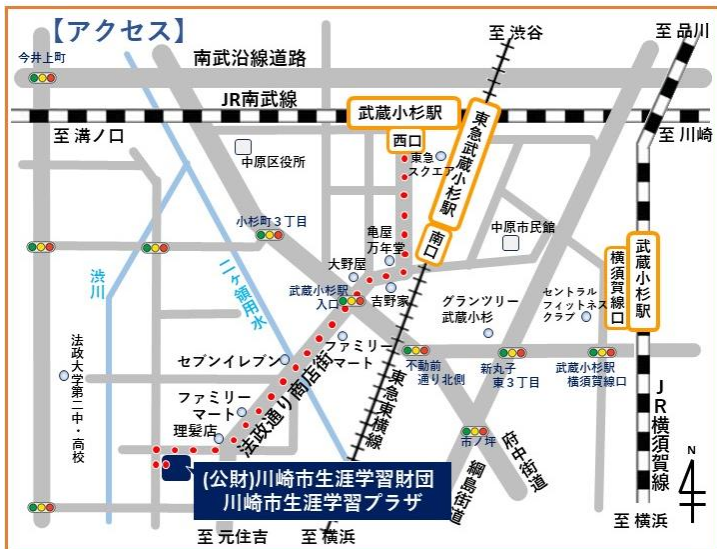 【アクセス】
至 渋谷
至 品川
今井上町
南武沿線道路
JR南武線
武蔵小杉駅
西口
至 溝ノ口
至 川崎
東急武蔵小杉駅
南口
東急
スクエア
中原区役所
小杉町3丁目
亀屋
万年堂
中原市民館
大野屋
吉野家
武蔵小杉駅
入口
渋川
二ヶ領用水
グランツリー
武蔵小杉
セントラル
フィットネス
クラブ
横須賀線口
武蔵小杉駅
ファミリー
マート
セブンイレブン
不動前
通り北側
新丸子
東3丁目
武蔵小杉駅
横須賀線口
法政大学第二中・高校
ファミリー
マート
理髪店
法政通り商店街
東急東横線
市ノ坪
府中街道
綱島街道
JR横須賀線
N
(公財)川崎市生涯学習財団
川崎市生涯学習プラザ
至 元住吉
至 横浜
至 横浜